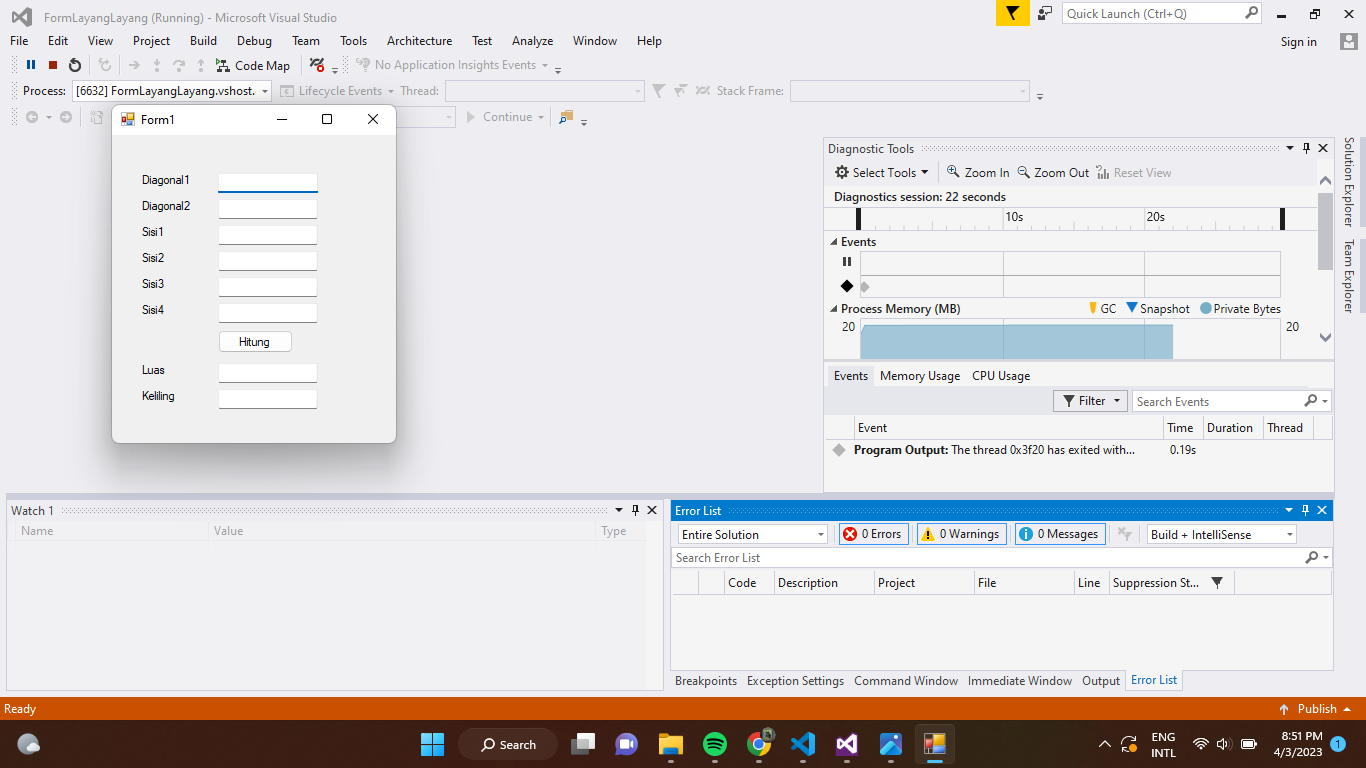 FormLayangLayang (Running) - Microsoft Visual Studio
Quick Launch (Ctrl+Q)
File Edit View Project Build Debug Team Tools Architecture Test Analyze Window Help
Sign in
Code Map
No Application Insights Events
Process: [6632] FormLayangLayang.vshost. Lifecycle Events Thread: Stack Frame:
Continue
Form1
Diagonal1
Diagonal2
Sisi1
Sisi2
Sisi3
Sisi4
Hitung
Luas
Keliling
Diagnostic Tools
Select Tools Zoom In Zoom Out Reset View
Diagnostics session: 22 seconds
10s 20s
Events
Process Memory (MB) GC Snapshot Private Bytes
20 20
Events Memory Usage CPU Usage
Filter Search Events
Event Time Duration Thread
Program Output: The thread 0x3f20 has exited with... 0.19s
Solution Explorer
Team Explorer
Watch 1
Name Value Type
Error List
Entire Solution 0 Errors 0 Warnings 0 Messages Build + IntelliSense
Search Error List
Code Description Project File Line Suppression St...
Breakpoints Exception Settings Command Window Immediate Window Output Error List
Ready
Publish
Search
ENG
INTL
8:51 PM
4/3/2023
1